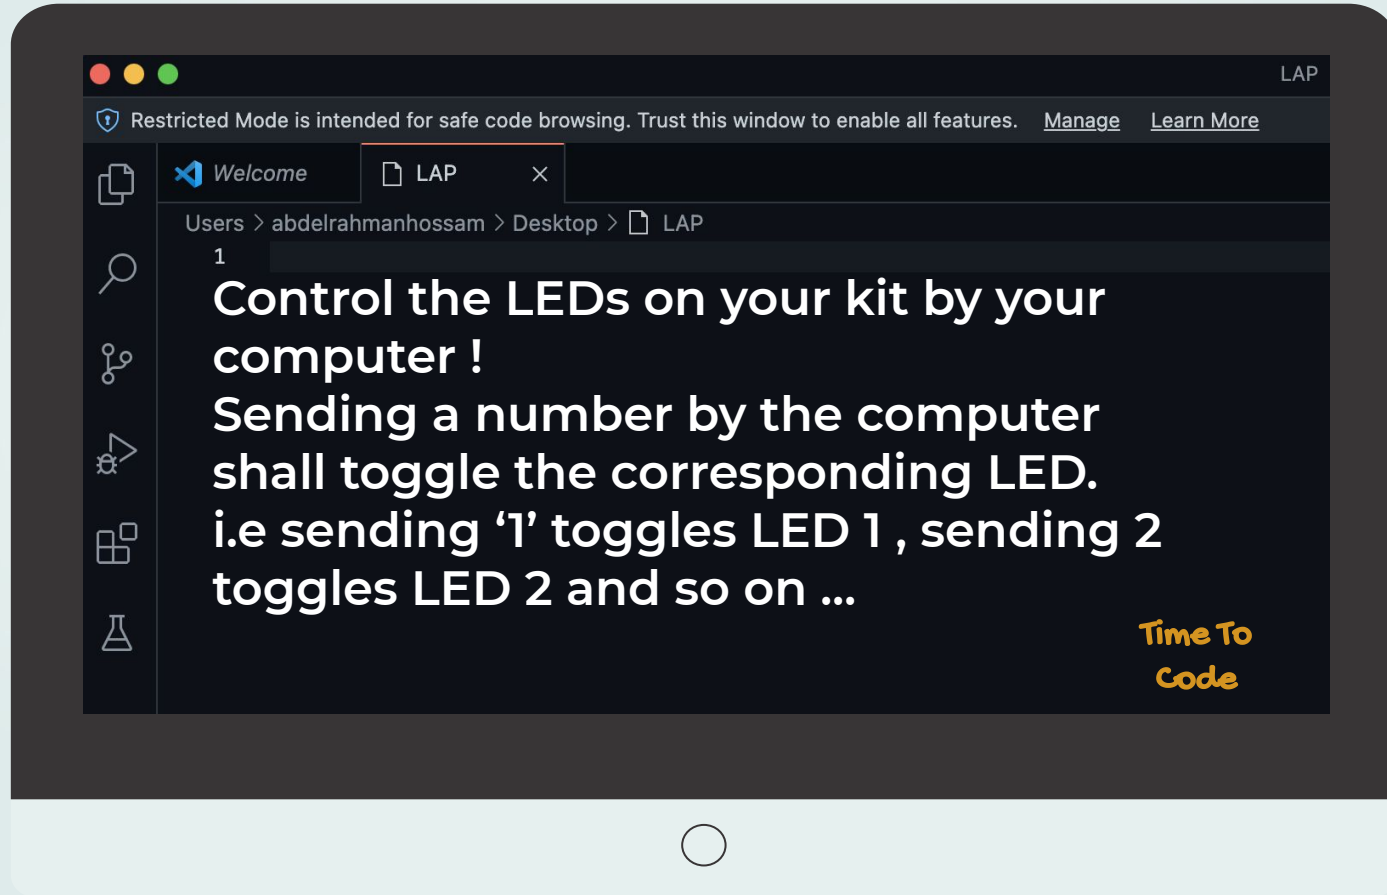 LAP
Restricted Mode is intended for safe code browsing. Trust this window to enable all features. Manage Learn More
Welcome LAP
Users > abdelrahmanhossam > Desktop > LAP
1
Control the LEDs on your kit by your
computer !
Sending a number by the computer
shall toggle the corresponding LED.
i.e sending ‘1’ toggles LED 1 , sending 2
toggles LED 2 and so on ...
Time To
Code